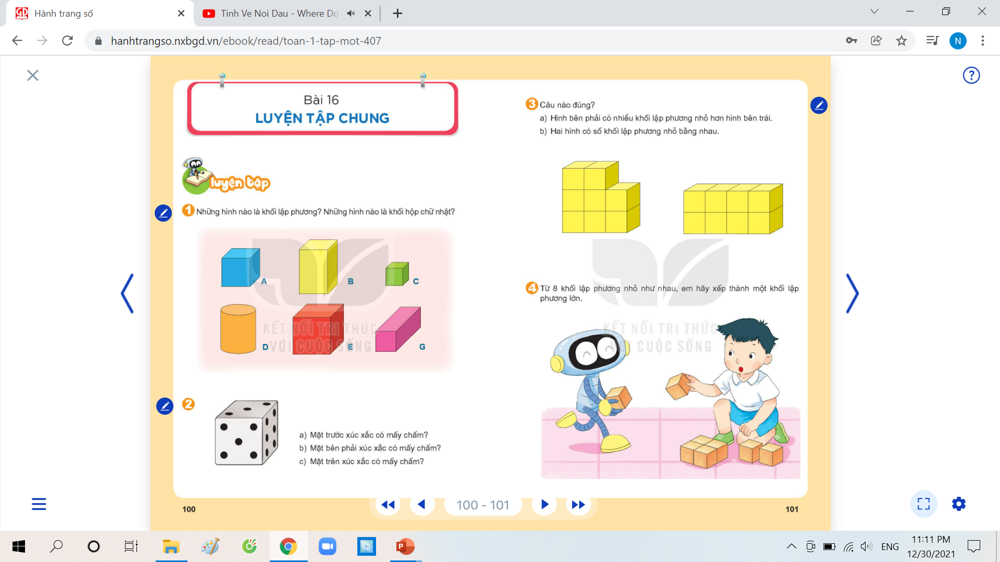 Hành trang số
Tinh Ve Noi Dau - Where Do
hanhtrangso.nxbgd.vn/ebook/read/toan-1-tap-mot-407
N
Bài 16
LUYỆN TẬP CHUNG
luyện tập
1 Những hình nào là khối lập phương? Những hình nào là khối hộp chữ nhật?
A
B
C
D
E
G
KẾT NỐI TRI THỨC
VỚI CUỘC SỐNG
2
a) Mặt trước xúc xắc có mấy chấm?
b) Mặt bên phải xúc xắc có mấy chấm?
c) Mặt trên xúc xắc có mấy chấm?
100
3 Câu nào đúng?
a) Hình bên phải có nhiều khối lập phương nhỏ hơn hình bên trái.
b) Hai hình có số khối lập phương nhỏ bằng nhau.
4 Từ 8 khối lập phương nhỏ như nhau, em hãy xếp thành một khối lập
phương lớn.
KẾT NỐI TRI THỨC
VỚI CUỘC SỐNG
101
100 - 101
ENG
11:11 PM
12/30/2021